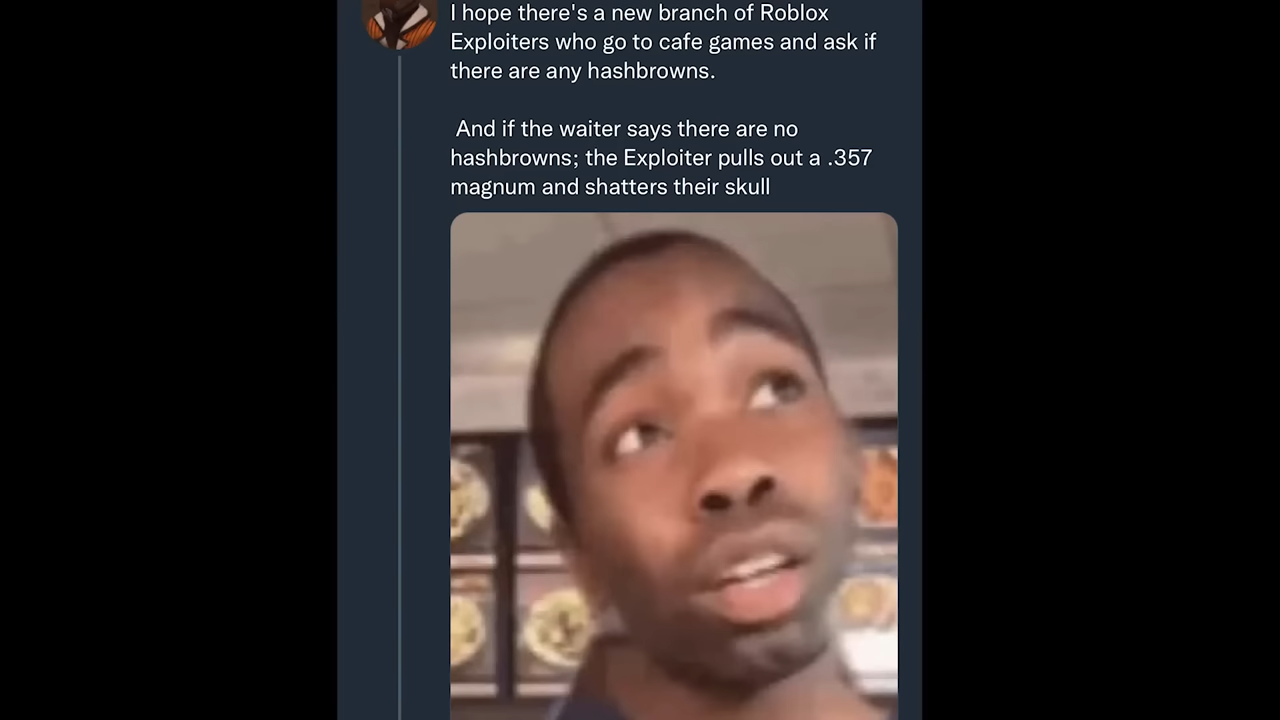 I hope there's a new branch of Roblox
Exploiters who go to cafe games and ask if
there are any hashbrowns.
And if the waiter says there are no
hashbrowns; the Exploiter pulls out a .357
magnum and shatters their skull